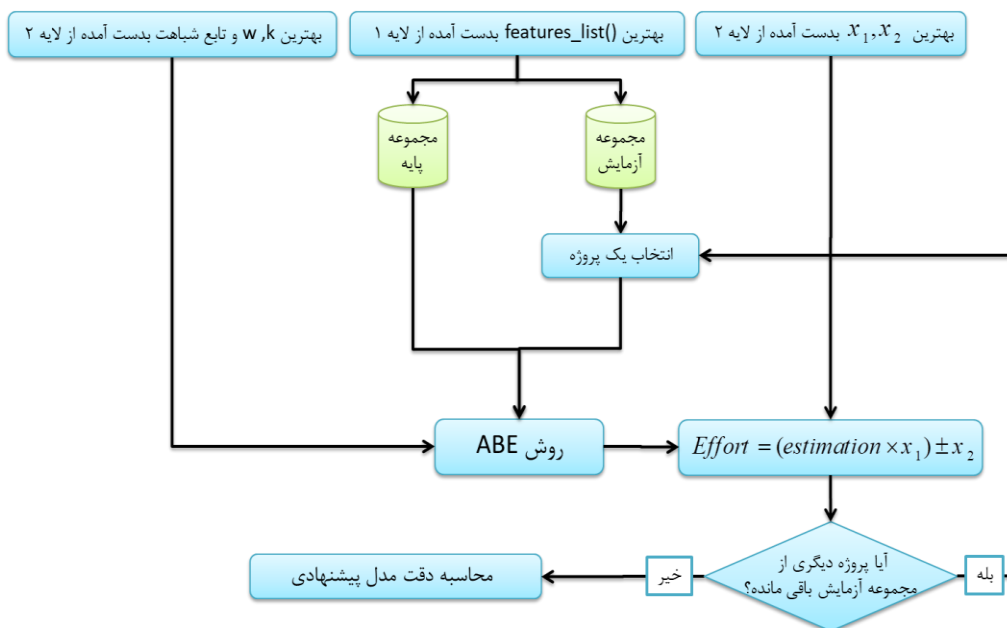 بهترین x₁, x₂ بدست آمده از لایه ۲
بهترین features_list() بدست آمده از لایه ۱
بهترین w ,k و تابع شباهت بدست آمده از لایه ۲
مجموعه
آزمایش
مجموعه
پایه
انتخاب یک پروژه
روش ABE
Effort = (estimation × x₁) ± x₂
آیا پروژه دیگری از
مجموعه آزمایش باقی مانده؟
بله
خیر
محاسبه دقت مدل پیشنهادی